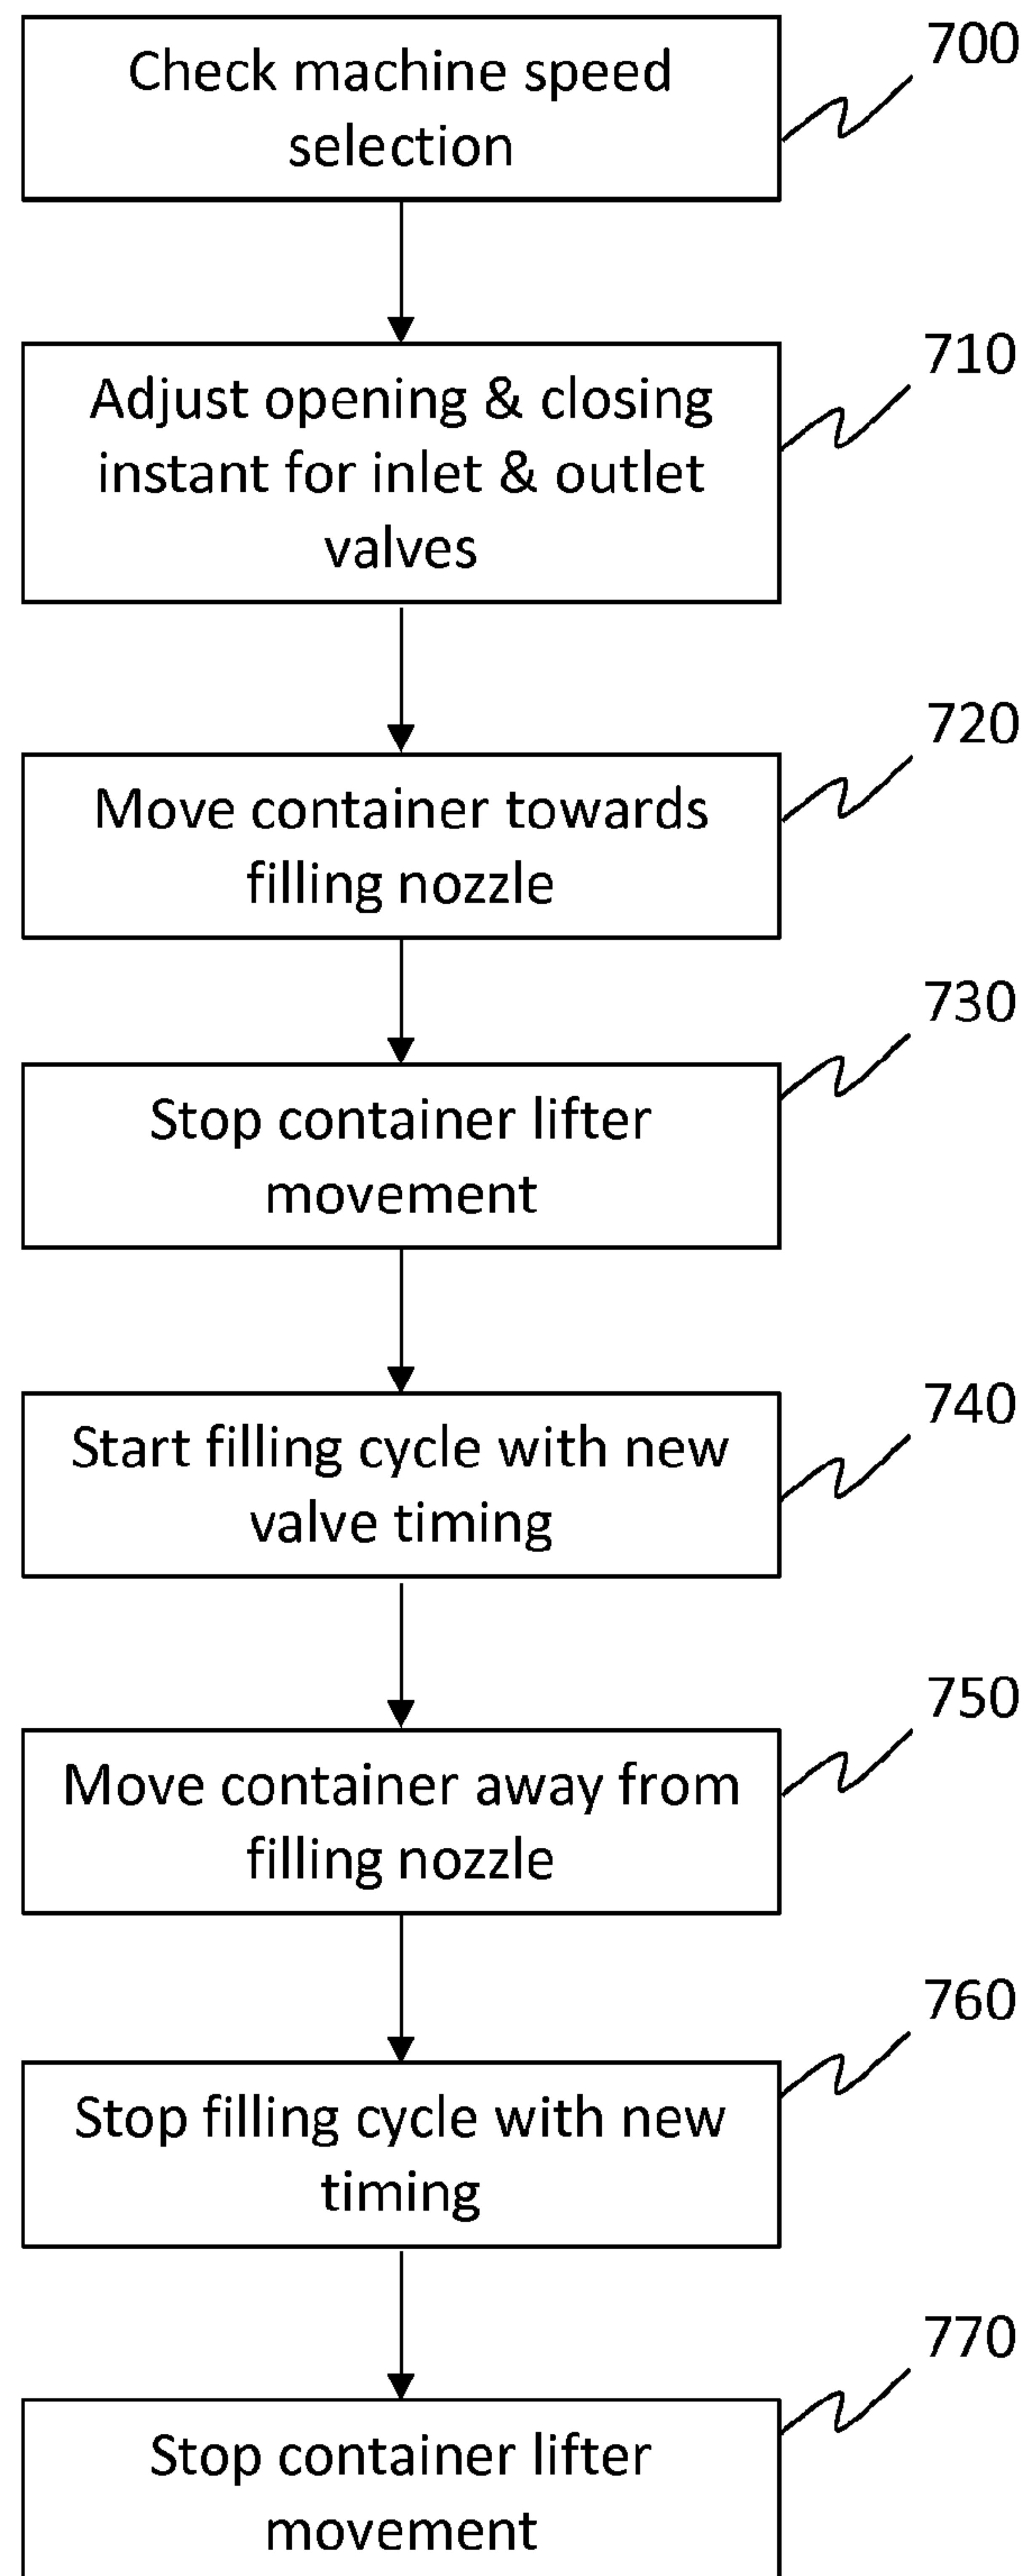 700
Check machine speed
selection
710
Adjust opening & closing
instant for inlet & outlet
valves
720
Move container towards
filling nozzle
730
Stop container lifter
movement
740
Start filling cycle with new
valve timing
750
Move container away from
filling nozzle
760
Stop filling cycle with new
timing
770
Stop container lifter
movement